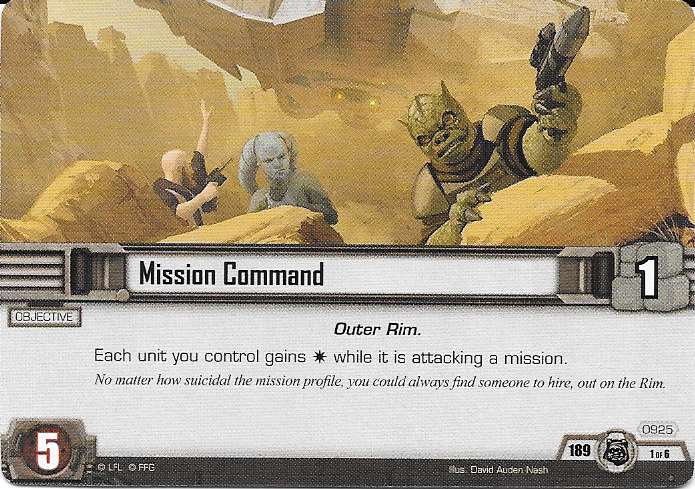 Mission Command
1
OBJECTIVE
Outer Rim.
Each unit you control gains ✷ while it is attacking a mission.
No matter how suicidal the mission profile, you could always find someone to hire, out on the Rim.
5
© LFL © FFG
Illus. David Auden Nash
0925
189
1 OF 6